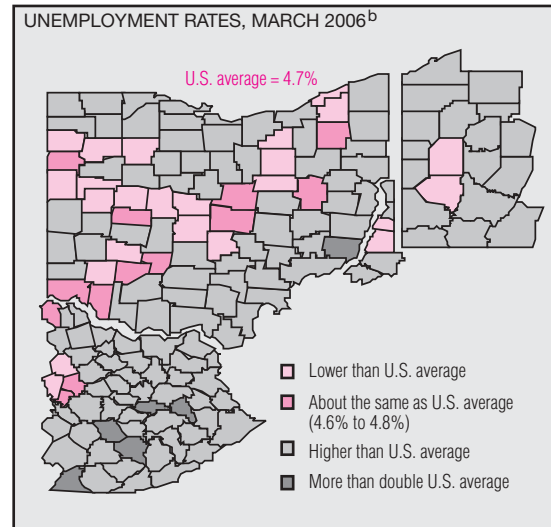 UNEMPLOYMENT RATES, MARCH 2006b
U.S. average = 4.7%
Lower than U.S. average
About the same as U.S. average
(4.6% to 4.8%)
Higher than U.S. average
More than double U.S. average